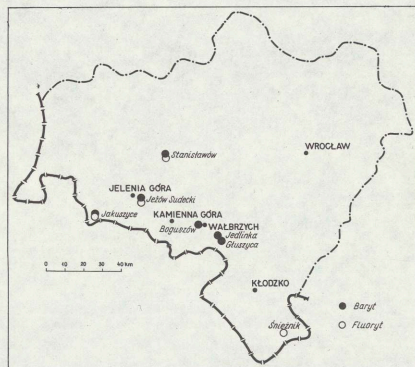 Stanisławów
WROCŁAW
JELENIA GÓRA
Jeżów Sudecki
Jakuszyce
KAMIENNA GÓRA
Boguszów
WAŁBRZYCH
Jedlinka
Głuszyca
0 10 20 40 km
KŁODZKO
Baryt
Fluoryt
Śnieżnik